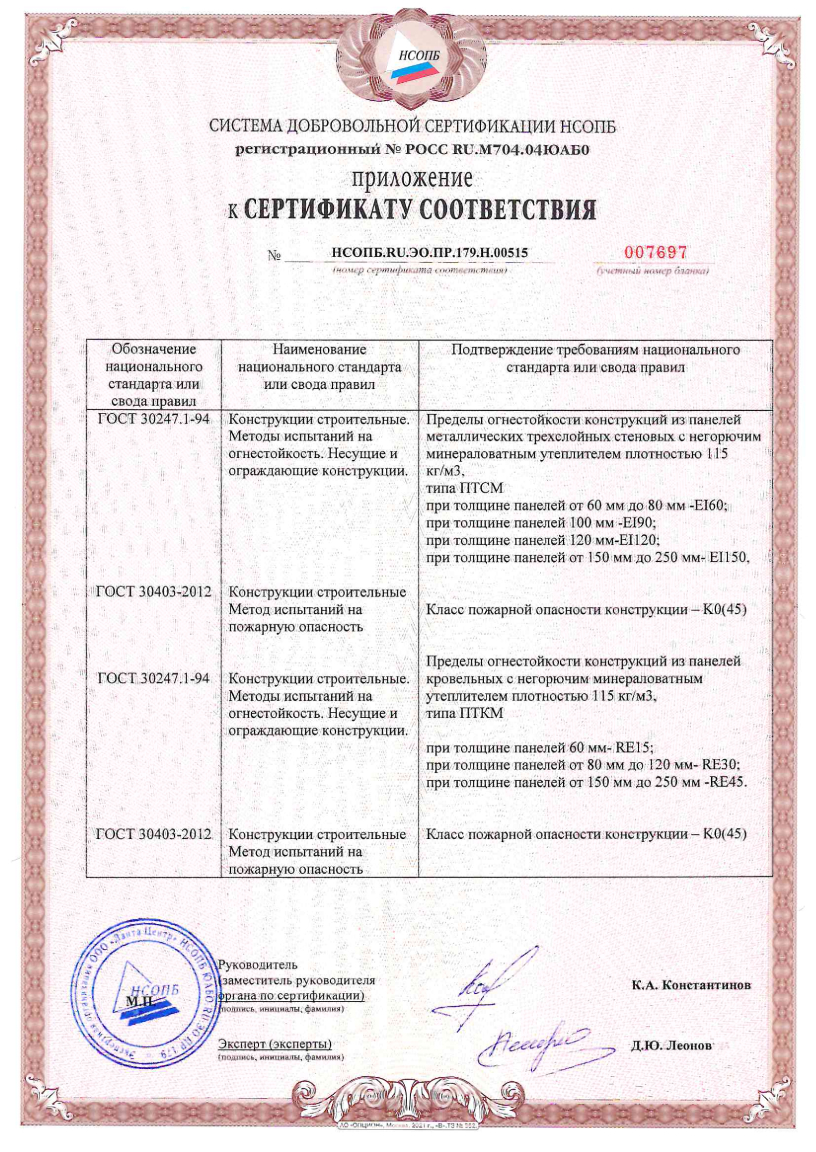 НСОПБ
СИСТЕМА ДОБРОВОЛЬНОЙ СЕРТИФИКАЦИИ НСОПБ
регистрационный № РОСС RU.М704.04ЮАБ0
приложение
к СЕРТИФИКАТУ СООТВЕТСТВИЯ
№ НСОПБ.RU.ЭО.ПР.179.Н.00515 007697
(номер сертификата соответствия) (учетный номер бланка)
Обозначение национального стандарта или свода правил
Наименование национального стандарта или свода правил
Подтверждение требованиям национального стандарта или свода правил
ГОСТ 30247.1-94
Конструкции строительные.
Методы испытаний на
огнестойкость. Несущие и
ограждающие конструкции.
Пределы огнестойкости конструкций из панелей
металлических трехслойных стеновых с негорючим
минераловатным утеплителем плотностью 115
кг/м3,
типа ПТСМ
при толщине панелей от 60 мм до 80 мм -EI60;
при толщине панелей 100 мм -EI90;
при толщине панелей 120 мм-EI120;
при толщине панелей от 150 мм до 250 мм- EI150,
ГОСТ 30403-2012
Конструкции строительные
Метод испытаний на
пожарную опасность
Класс пожарной опасности конструкции – К0(45)
ГОСТ 30247.1-94
Конструкции строительные.
Методы испытаний на
огнестойкость. Несущие и
ограждающие конструкции.
Пределы огнестойкости конструкций из панелей
кровельных с негорючим минераловатным
утеплителем плотностью 115 кг/м3,
типа ПТКМ
при толщине панелей 60 мм- RE15;
при толщине панелей от 80 мм до 120 мм- RE30;
при толщине панелей от 150 мм до 250 мм -RE45.
ГОСТ 30403-2012
Конструкции строительные
Метод испытаний на
пожарную опасность
Класс пожарной опасности конструкции – К0(45)
НСОПБ
М.П.
Руководитель
(заместитель руководителя
органа по сертификации)
(подпись, инициалы, фамилия)
К.А. Константинов
Эксперт (эксперты)
(подпись, инициалы, фамилия)
Д.Ю. Леонов